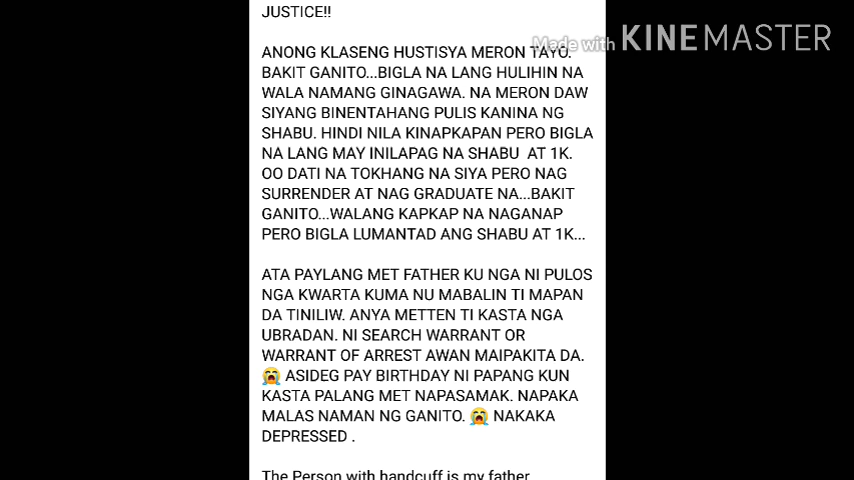 JUSTICE!!
Made with KINEMASTER
ANONG KLASENG HUSTISYA MERON TAYO.
BAKIT GANITO...BIGLA NA LANG HULIHIN NA
WALA NAMANG GINAGAWA. NA MERON DAW
SIYANG BINENTAHANG PULIS KANINA NG
SHABU. HINDI NILA KINAPKAPAN PERO BIGLA
NA LANG MAY INILAPAG NA SHABU AT 1K.
OO DATI NA TOKHANG NA SIYA PERO NAG
SURRENDER AT NAG GRADUATE NA...BAKIT
GANITO...WALANG KAPKAP NA NAGANAP
PERO BIGLA LUMANTAD ANG SHABU AT 1K...
ATA PAYLANG MET FATHER KU NGA NI PULOS
NGA KWARTA KUMA NU MABALIN TI MAPAN
DA TINILIW. ANYA METTEN TI KASTA NGA
UBRADAN. NI SEARCH WARRANT OR
WARRANT OF ARREST AWAN MAIPAKITA DA.
😭 ASIDEG PAY BIRTHDAY NI PAPANG KUN
KASTA PALANG MET NAPASAMAK. NAPAKA
MALAS NAMAN NG GANITO. 😭 NAKAKA
DEPRESSED .
The Person with handcuff is my father